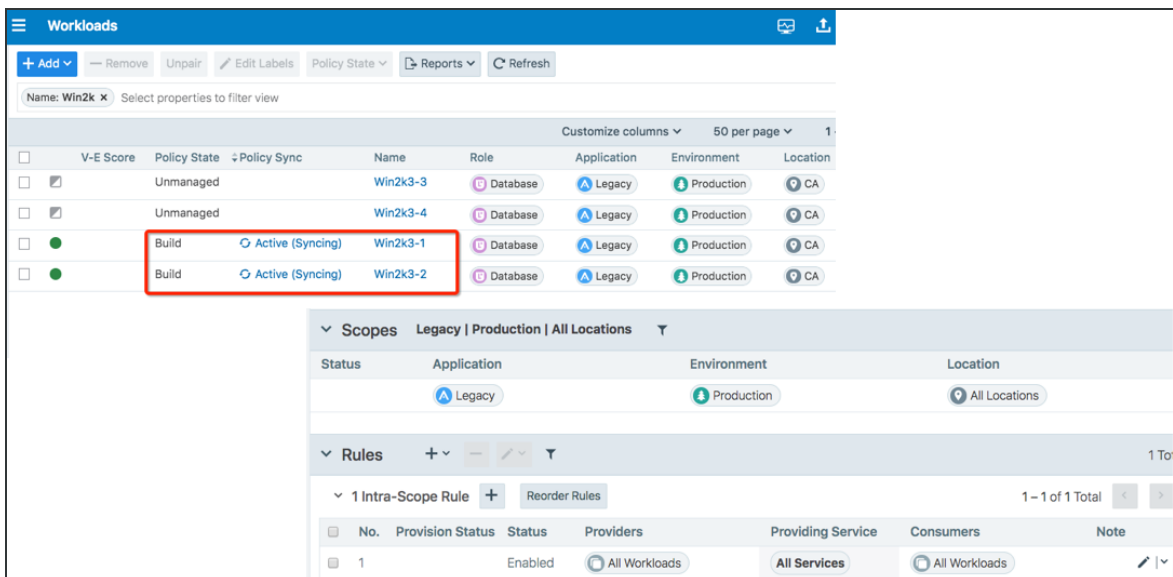 Workloads
+ Add — Remove Unpair Edit Labels Policy State Reports Refresh
Name: Win2k × Select properties to filter view
Customize columns 50 per page 1
V-E Score Policy State Policy Sync Name Role Application Environment Location
Unmanaged Win2k3-3 Database Legacy Production CA
Unmanaged Win2k3-4 Database Legacy Production CA
Build Active (Syncing) Win2k3-1 Database Legacy Production CA
Build Active (Syncing) Win2k3-2 Database Legacy Production CA
Scopes Legacy | Production | All Locations
Status Application Environment Location
Legacy Production All Locations
Rules 1 Tot
1 Intra-Scope Rule + Reorder Rules 1 – 1 of 1 Total
No. Provision Status Status Providers Providing Service Consumers Note
1 Enabled All Workloads All Services All Workloads